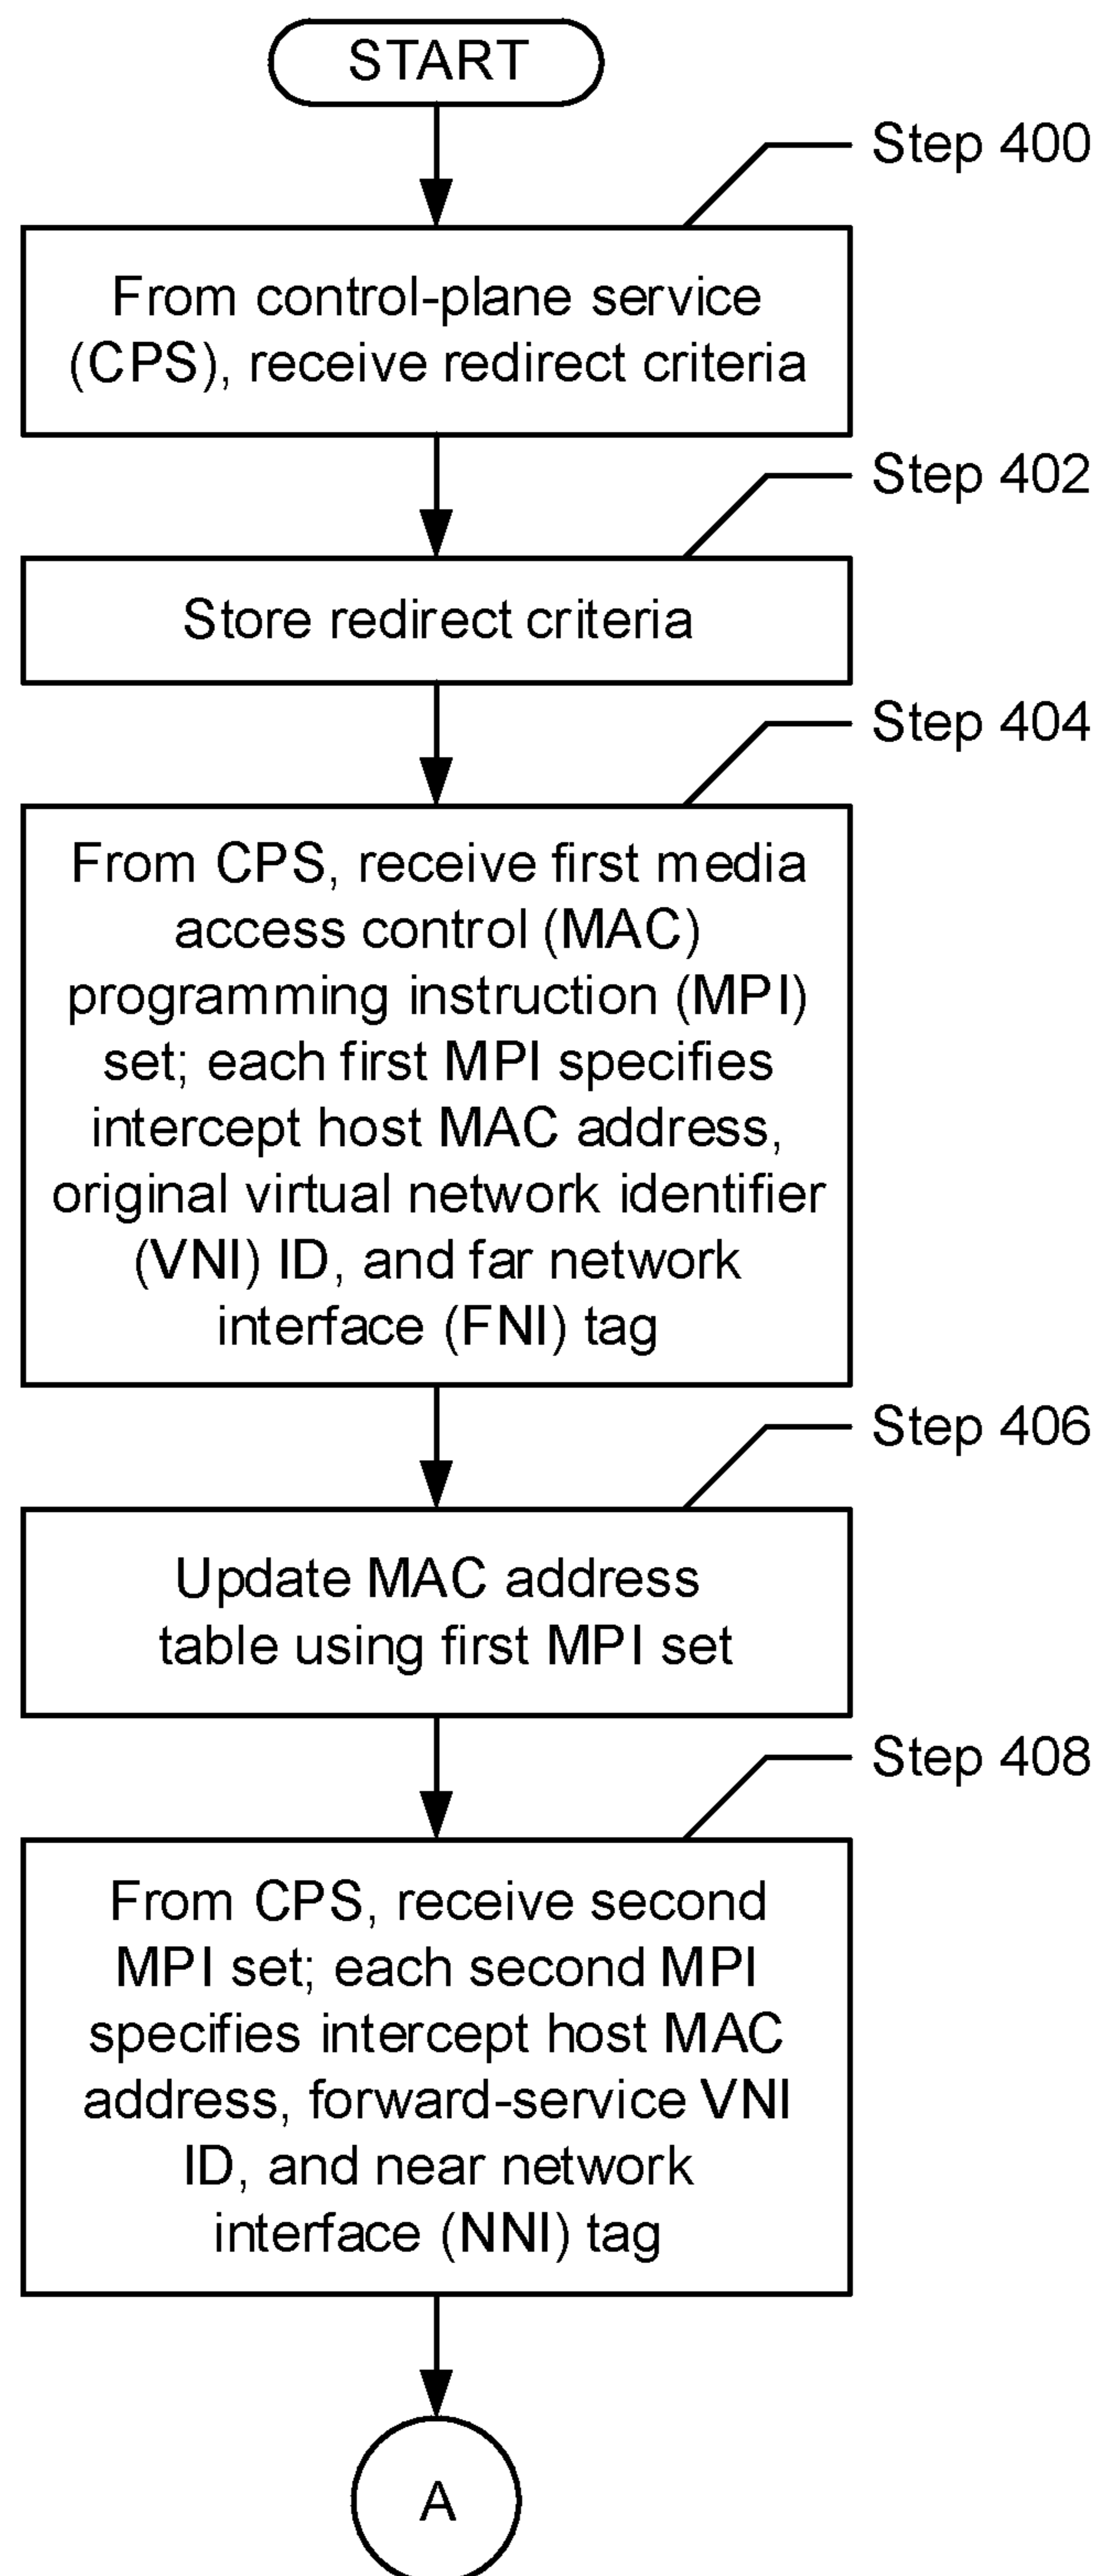 START
Step 400
From control-plane service
(CPS), receive redirect criteria
Step 402
Store redirect criteria
Step 404
From CPS, receive first media
access control (MAC)
programming instruction (MPI)
set; each first MPI specifies
intercept host MAC address,
original virtual network identifier
(VNI) ID, and far network
interface (FNI) tag
Step 406
Update MAC address
table using first MPI set
Step 408
From CPS, receive second
MPI set; each second MPI
specifies intercept host MAC
address, forward-service VNI
ID, and near network
interface (NNI) tag
A